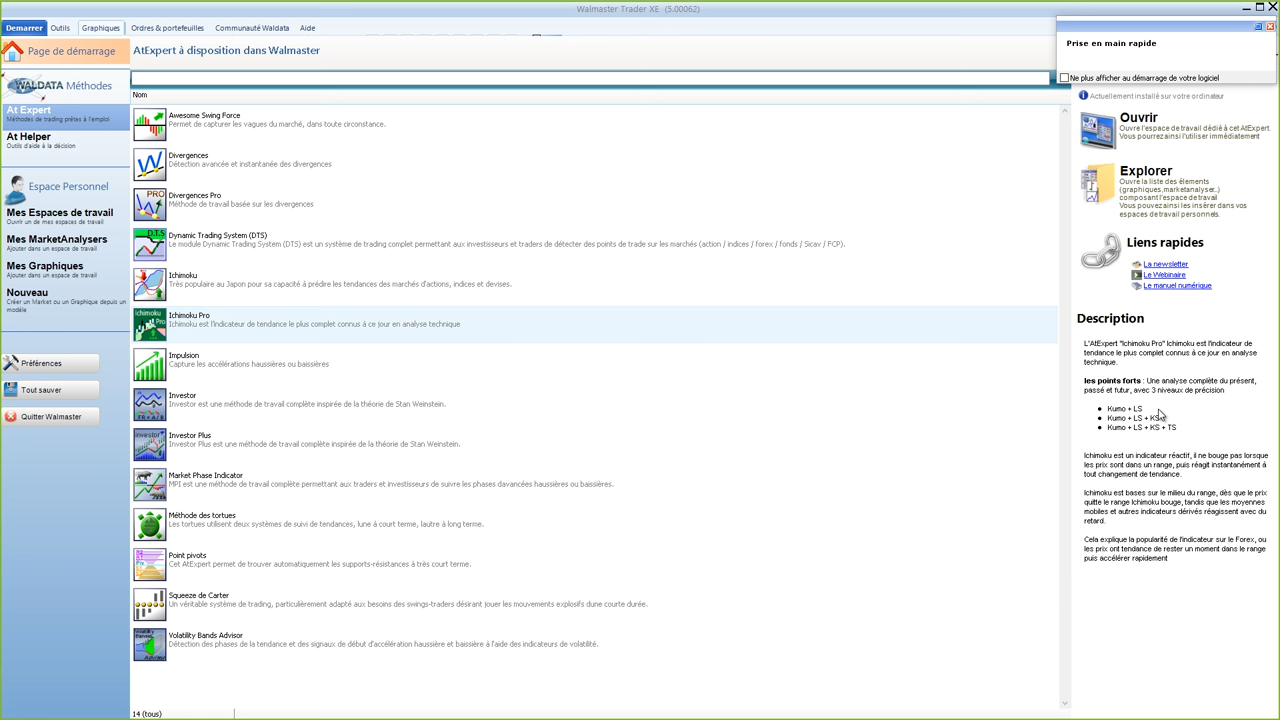 Walmaster Trader XE (5.00062)
Demarrer Outils Graphiques Ordres & portefeuilles Communauté Waldata Aide
Page de démarrage
AtExpert à disposition dans Walmaster
Prise en main rapide
Ne plus afficher au démarrage de votre logiciel
WALDATA Méthodes
At Expert
Méthodes de trading prêtes à l'emploi
At Helper
Outils d'aide à la décision
Espace Personnel
Mes Espaces de travail
Ouvrir un de mes espaces de travail
Mes MarketAnalysers
Ajouter dans un espace de travail
Mes Graphiques
Ajouter dans un espace de travail
Nouveau
Créer un Market ou un Graphique depuis un
modèle
Préférences
Tout sauver
Quitter Walmaster
Nom
Awesome Swing Force
Permet de capturer les vagues du marché, dans toute circonstance.
Divergences
Détection avancée et instantanée des divergences
PRO
Divergences Pro
Méthode de travail basée sur les divergences
D.T.S
Dynamic Trading System (DTS)
Le module Dynamic Trading System (DTS) est un système de trading complet permettant aux investisseurs et traders de détecter des points de trade sur les marchés (action / indices / forex / fonds / Sicav / FCP).
Ichimoku
Très populaire au Japon pour sa capacité à prédire les tendances des marchés d'actions, indices et devises.
Ichimoku
Pro
Ichimoku Pro
Ichimoku est l'indicateur de tendance le plus complet connus à ce jour en analyse technique
Impulsion
Capture les accélérations haussières ou baissières
Investor
Investor est une méthode de travail complète inspirée de la théorie de Stan Weinstein.
Investor
Investor Plus
Investor Plus est une méthode de travail complète inspirée de la théorie de Stan Weinstein.
Market Phase Indicator
MPI est une méthode de travail complète permettant aux traders et investisseurs de suivre les phases davancées haussières ou baissières.
Méthode des tortues
Les tortues utilisent deux systèmes de suivi de tendances, lune à court terme, lautre à long terme.
Point pivots
Cet AtExpert permet de trouver automatiquement les supports-résistances à très court terme.
Squeeze de Carter
Un véritable système de trading, particulièrement adapté aux besoins des swings-traders désirant jouer les mouvements explosifs dune courte durée.
Volatility Bands Advisor
Détection des phases de la tendance et des signaux de début d'accélération haussière et baissière à l'aide des indicateurs de volatilité.
14 (tous)
Actuellement installé sur votre ordinateur
Ouvrir
Ouvre l'espace de travail dédié à cet AtExpert.
Vous pourrez ainsi l'utiliser immédiatement
Explorer
Ouvre la liste des élements
(graphiques,marketanalyser..)
composant l'espace de travail
Vous pouvez ainsi les insérer dans vos
espaces de travail personnels.
Liens rapides
La newsletter
Le Webinaire
Le manuel numérique
Description
L'AtExpert "Ichimoku Pro" Ichimoku est l'indicateur de
tendance le plus complet connus à ce jour en analyse
technique.
les points forts : Une analyse complète du présent,
passé et futur, avec 3 niveaux de précision
• Kumo + LS
• Kumo + LS + KS
• Kumo + LS + KS + TS
Ichimoku est un indicateur réactif, il ne bouge pas lorsque
les prix sont dans un range, puis réagit instantanément à
tout changement de tendance.
Ichimoku est bases sur le milieu du range, dès que le prix
quitte le range Ichimoku bouge, tandis que les moyennes
mobiles et autres indicateurs dérivés réagissent avec du
retard.
Cela explique la popularité de l'indicateur sur le Forex, ou
les prix ont tendance de rester un moment dans le range
puis accélérer rapidement